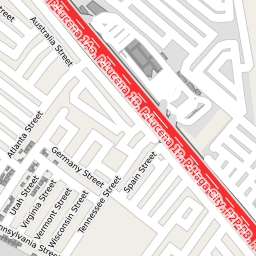 Australia Street
Atlanta Street
Germany Street
Spain Street
Utah Street
Virginia Street
Vermont Street
Wisconsin Street
Tennessee Street
nnsylvania Street